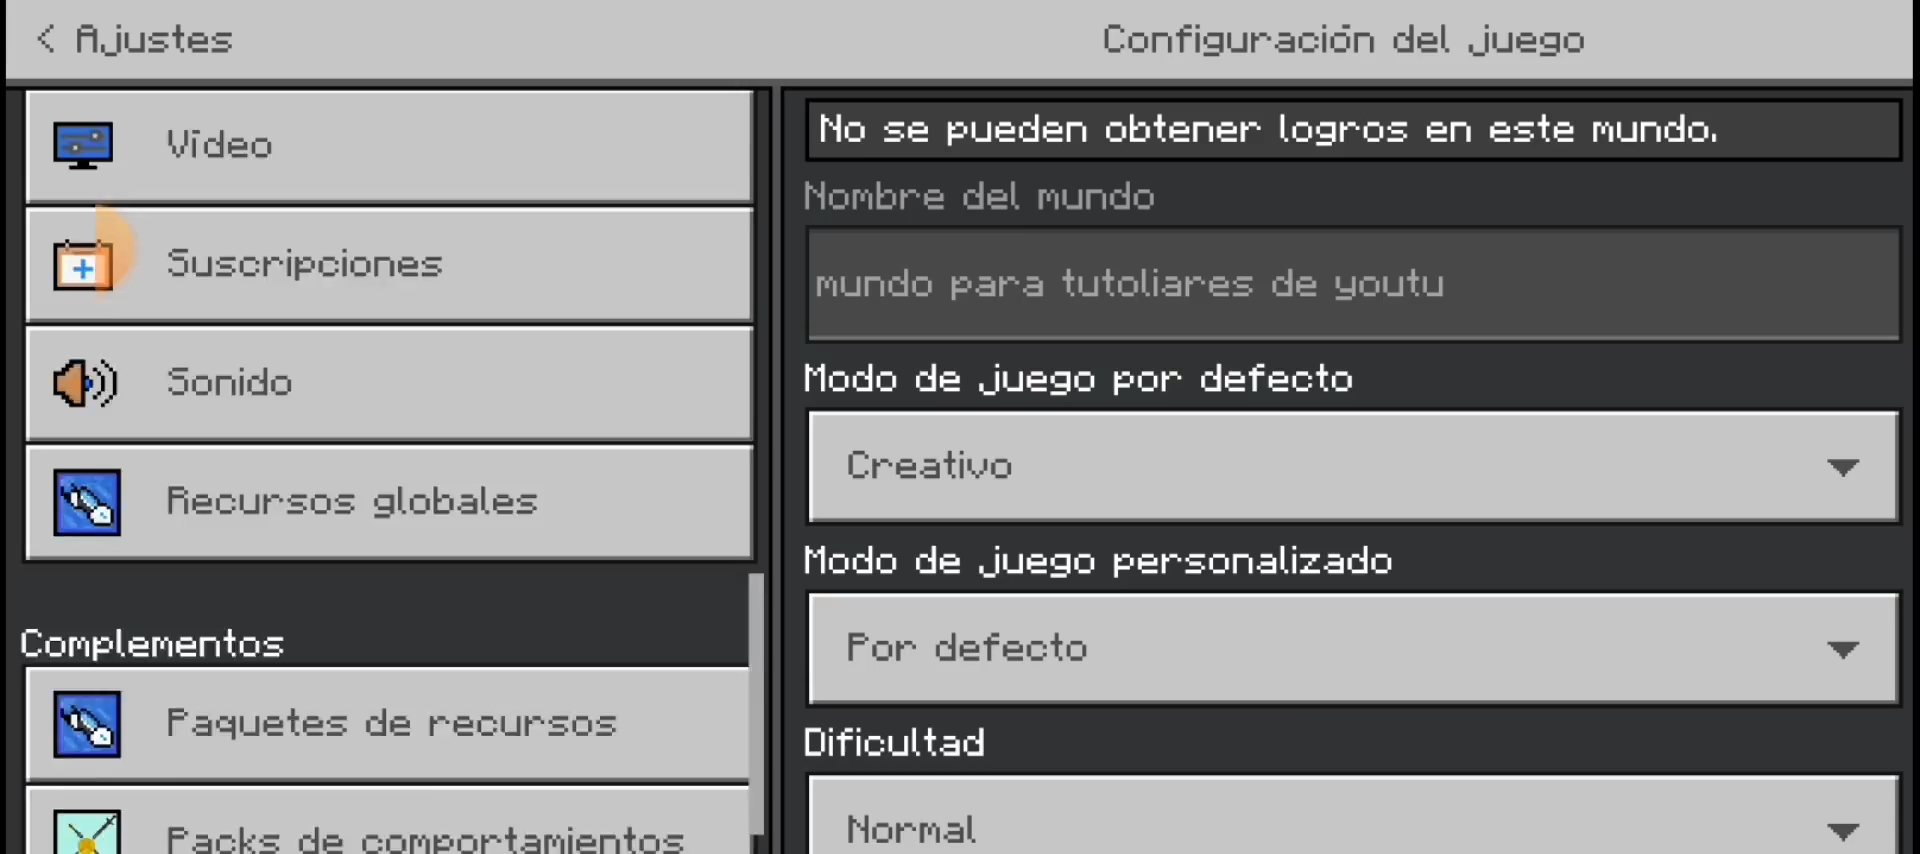 Ajustes
Configuración del juego
Vídeo
Suscripciones
Sonido
Recursos globales
Complementos
Paquetes de recursos
Packs de comportamientos
No se pueden obtener logros en este mundo.
Nombre del mundo
mundo para tutoliares de youtu
Modo de juego por defecto
Creativo
Modo de juego personalizado
Por defecto
Dificultad
Normal